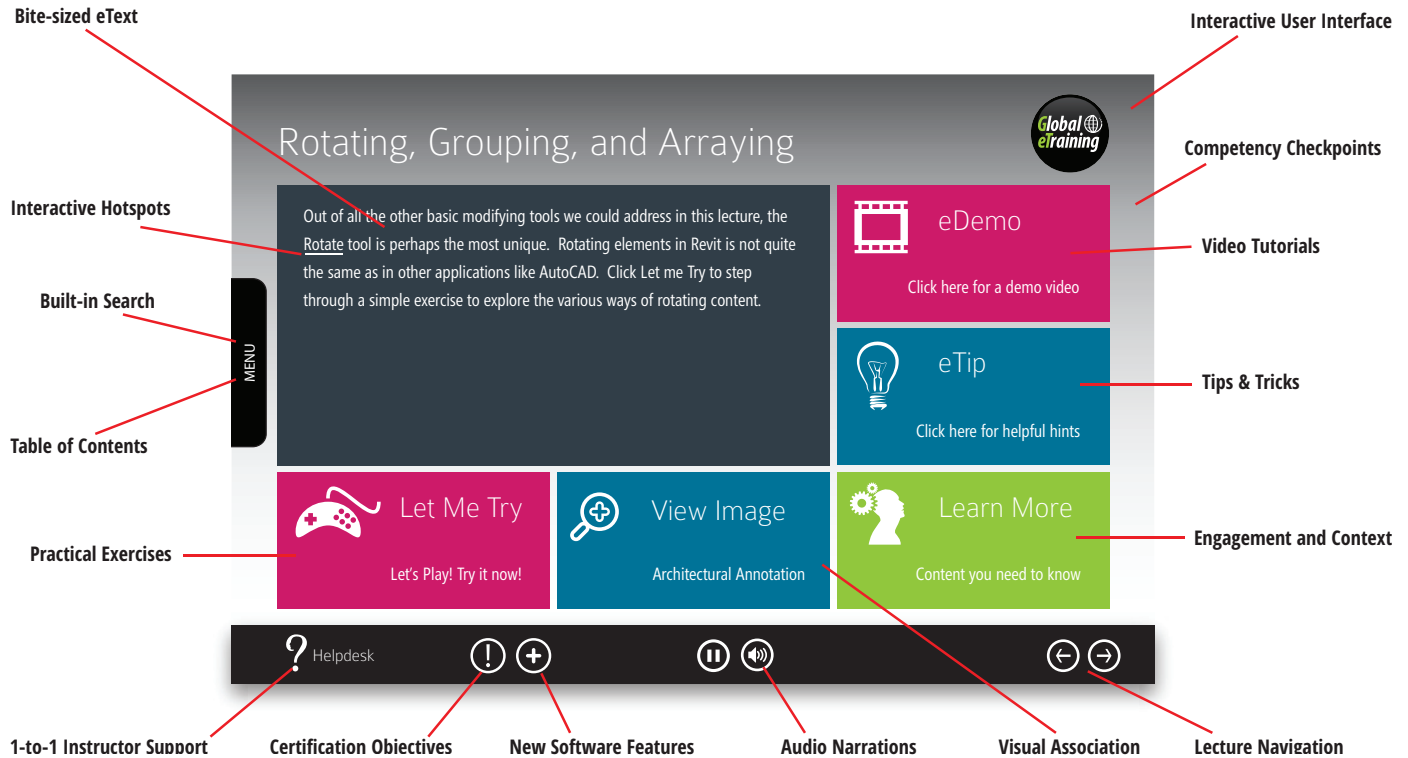 Bite-sized eText
Interactive User Interface
Global
eTraining
Rotating, Grouping, and Arraying
Competency Checkpoints
Interactive Hotspots
Out of all the other basic modifying tools we could address in this lecture, the
Rotate tool is perhaps the most unique. Rotating elements in Revit is not quite
the same as in other applications like AutoCAD. Click Let me Try to step
through a simple exercise to explore the various ways of rotating content.
eDemo
Click here for a demo video
Video Tutorials
Built-in Search
MENU
Table of Contents
eTip
Click here for helpful hints
Tips & Tricks
Let Me Try
Let's Play! Try it now!
Practical Exercises
View Image
Architectural Annotation
Learn More
Content you need to know
Engagement and Context
? Helpdesk
1-to-1 Instructor Support
Certification Objectives
New Software Features
Audio Narrations
Visual Association
Lecture Navigation